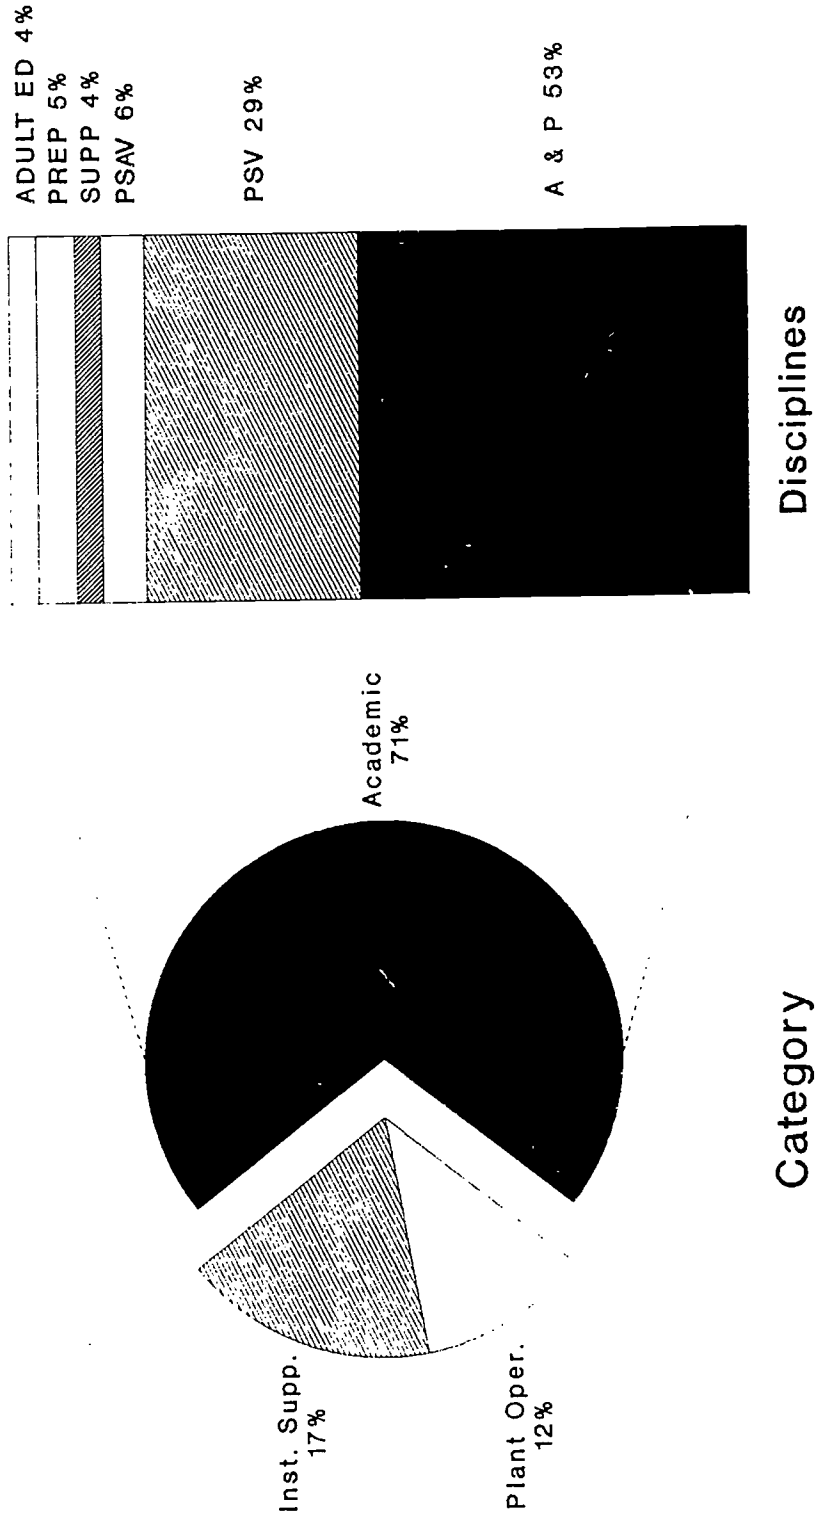 ADULT ED 4%
PREP 5%
SUPP 4%
PSAV 6%
PSV 29%
A & P 53%
Disciplines
Academic
71%
Inst. Supp.
17%
Plant Oper.
12%
Category